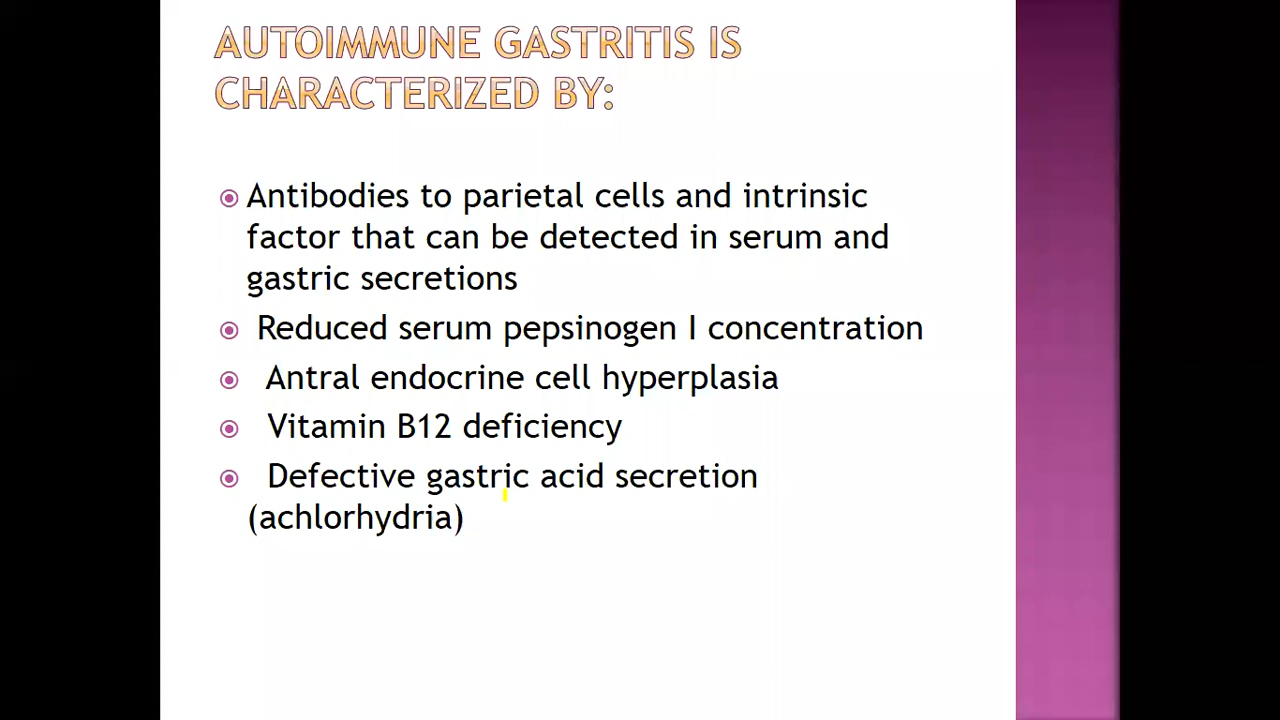 AUTOIMMUNE GASTRITIS IS
CHARACTERIZED BY:
Antibodies to parietal cells and intrinsic
factor that can be detected in serum and
gastric secretions
Reduced serum pepsinogen I concentration
Antral endocrine cell hyperplasia
Vitamin B12 deficiency
Defective gastric acid secretion
(achlorhydria)